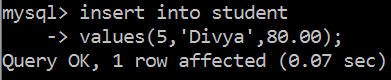 mysql> insert into student
    -> values(5,'Divya',80.00);
Query OK, 1 row affected (0.07 sec)